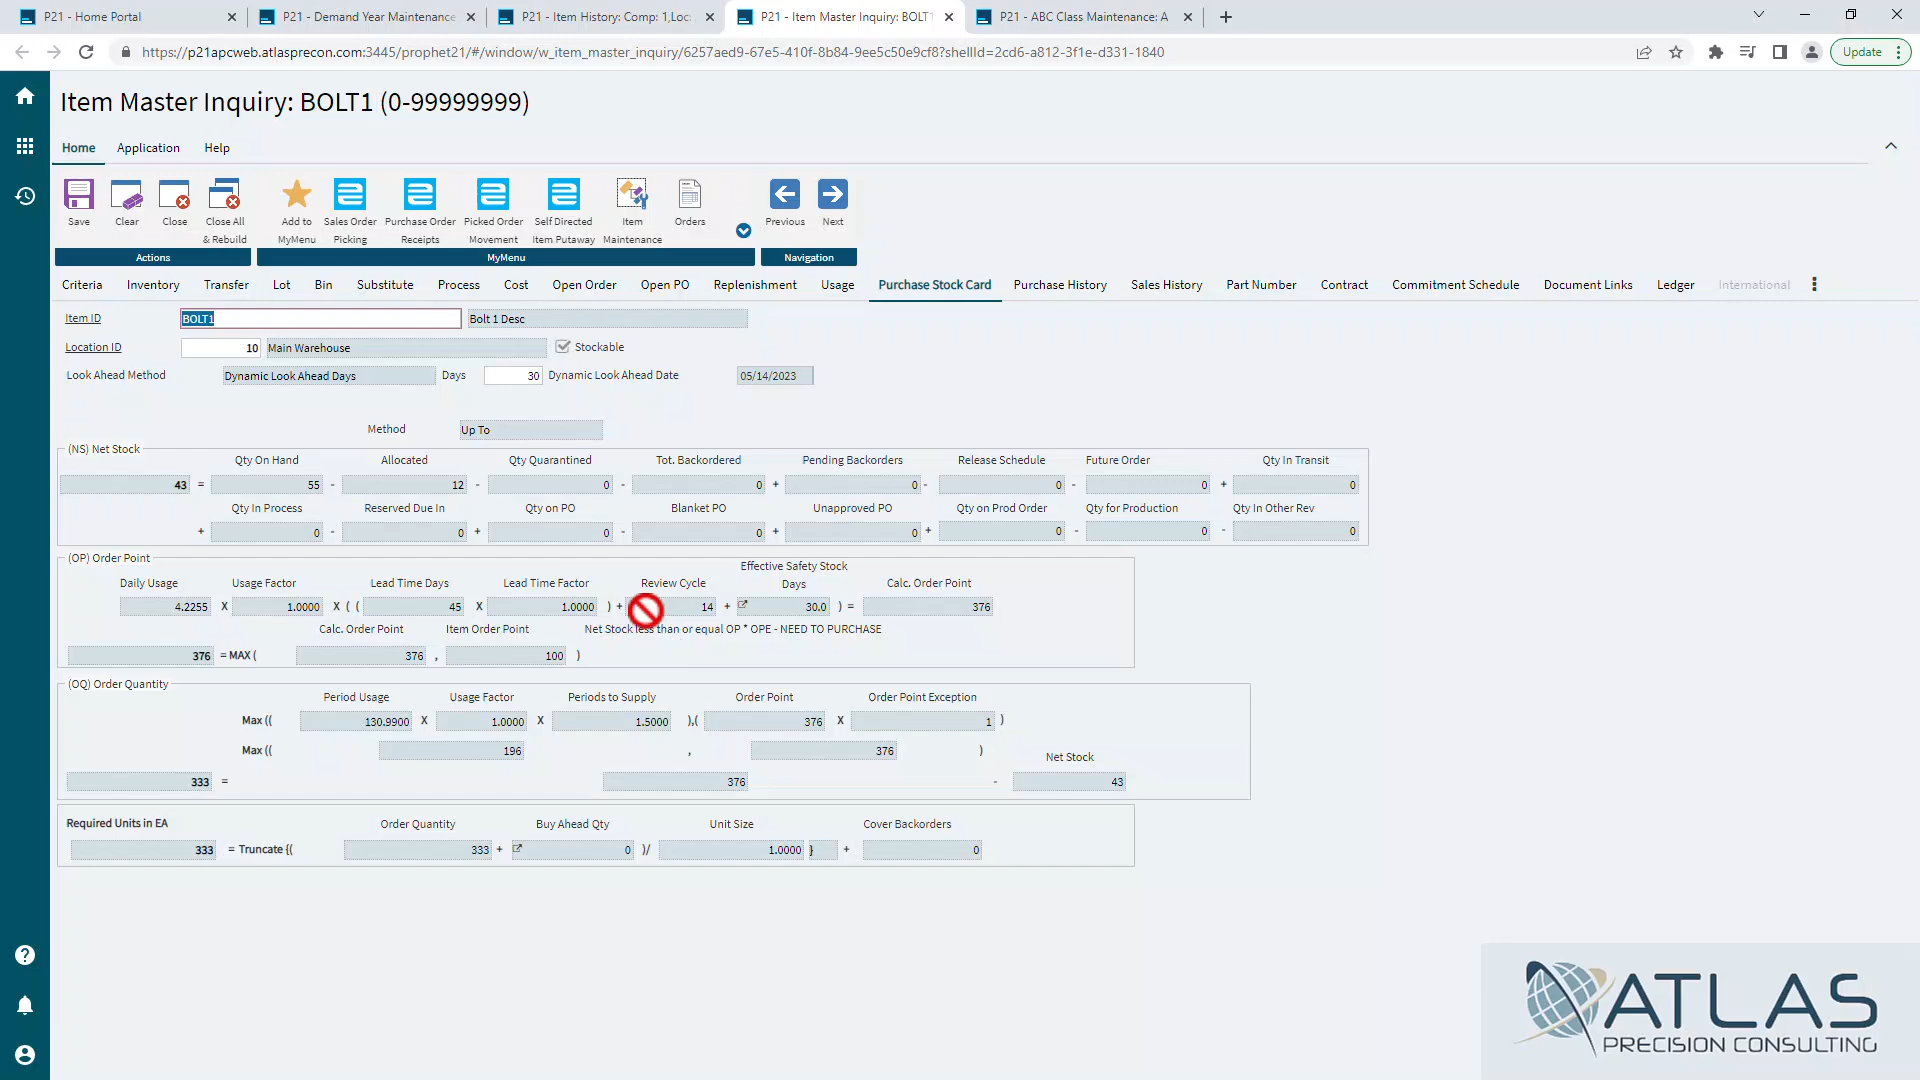 P21 - Home Portal
P21 - Demand Year Maintenance
P21 - Item History: Comp: 1,Loc:
P21 - Item Master Inquiry: BOLT1
P21 - ABC Class Maintenance: A
https://p21apcweb.atlasprecon.com:3445/prophet21/#/window/w_item_master_inquiry/6257aed9-67e5-410f-8b84-9ee5c50e9cf8?shellId=2cd6-a812-3f1e-d331-1840
Update
Item Master Inquiry: BOLT1 (0-99999999)
Home Application Help
Save Clear Close Close All & Rebuild
Add to MyMenu Sales Order Picking Purchase Order Receipts Picked Order Movement Self Directed Item Putaway Item Maintenance Orders
Previous Next
Actions MyMenu Navigation
Criteria Inventory Transfer Lot Bin Substitute Process Cost Open Order Open PO Replenishment Usage Purchase Stock Card Purchase History Sales History Part Number Contract Commitment Schedule Document Links Ledger International
Item ID BOLT1 Bolt 1 Desc
Location ID 10 Main Warehouse Stockable
Look Ahead Method Dynamic Look Ahead Days Days 30 Dynamic Look Ahead Date 05/14/2023
Method Up To
(NS) Net Stock
Qty On Hand Allocated Qty Quarantined Tot. Backordered Pending Backorders Release Schedule Future Order Qty In Transit
43 = 55 - 12 - 0 - 0 + 0 - 0 - 0 + 0
Qty In Process Reserved Due In Qty on PO Blanket PO Unapproved PO Qty on Prod Order Qty for Production Qty In Other Rev
+ 0 - 0 + 0 - 0 + 0 + 0 - 0 - 0
(OP) Order Point
Daily Usage Usage Factor Lead Time Days Lead Time Factor Review Cycle Effective Safety Stock Days Calc. Order Point
4.2255 X 1.0000 X ( ( 45 X 1.0000 ) + 14 + 30.0 ) = 376
Calc. Order Point Item Order Point Net Stock less than or equal OP * OPE - NEED TO PURCHASE
376 = MAX ( 376 , 100 )
(OQ) Order Quantity
Period Usage Usage Factor Periods to Supply Order Point Order Point Exception
Max (( 130.9900 X 1.0000 X 1.5000 ),( 376 X 1 )
Max (( 196 , 376 )
Net Stock
333 = 376 - 43
Required Units in EA Order Quantity Buy Ahead Qty Unit Size Cover Backorders
333 = Truncate {( 333 + 0 )/ 1.0000 } + 0
ATLAS
PRECISION CONSULTING